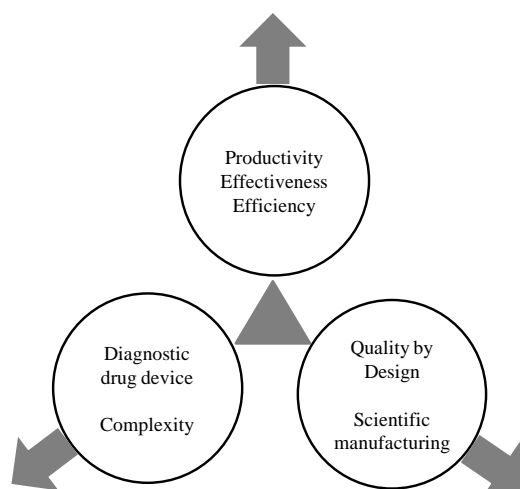 Productivity
Effectiveness
Efficiency
Diagnostic
drug device
Complexity
Quality by
Design
Scientific
manufacturing